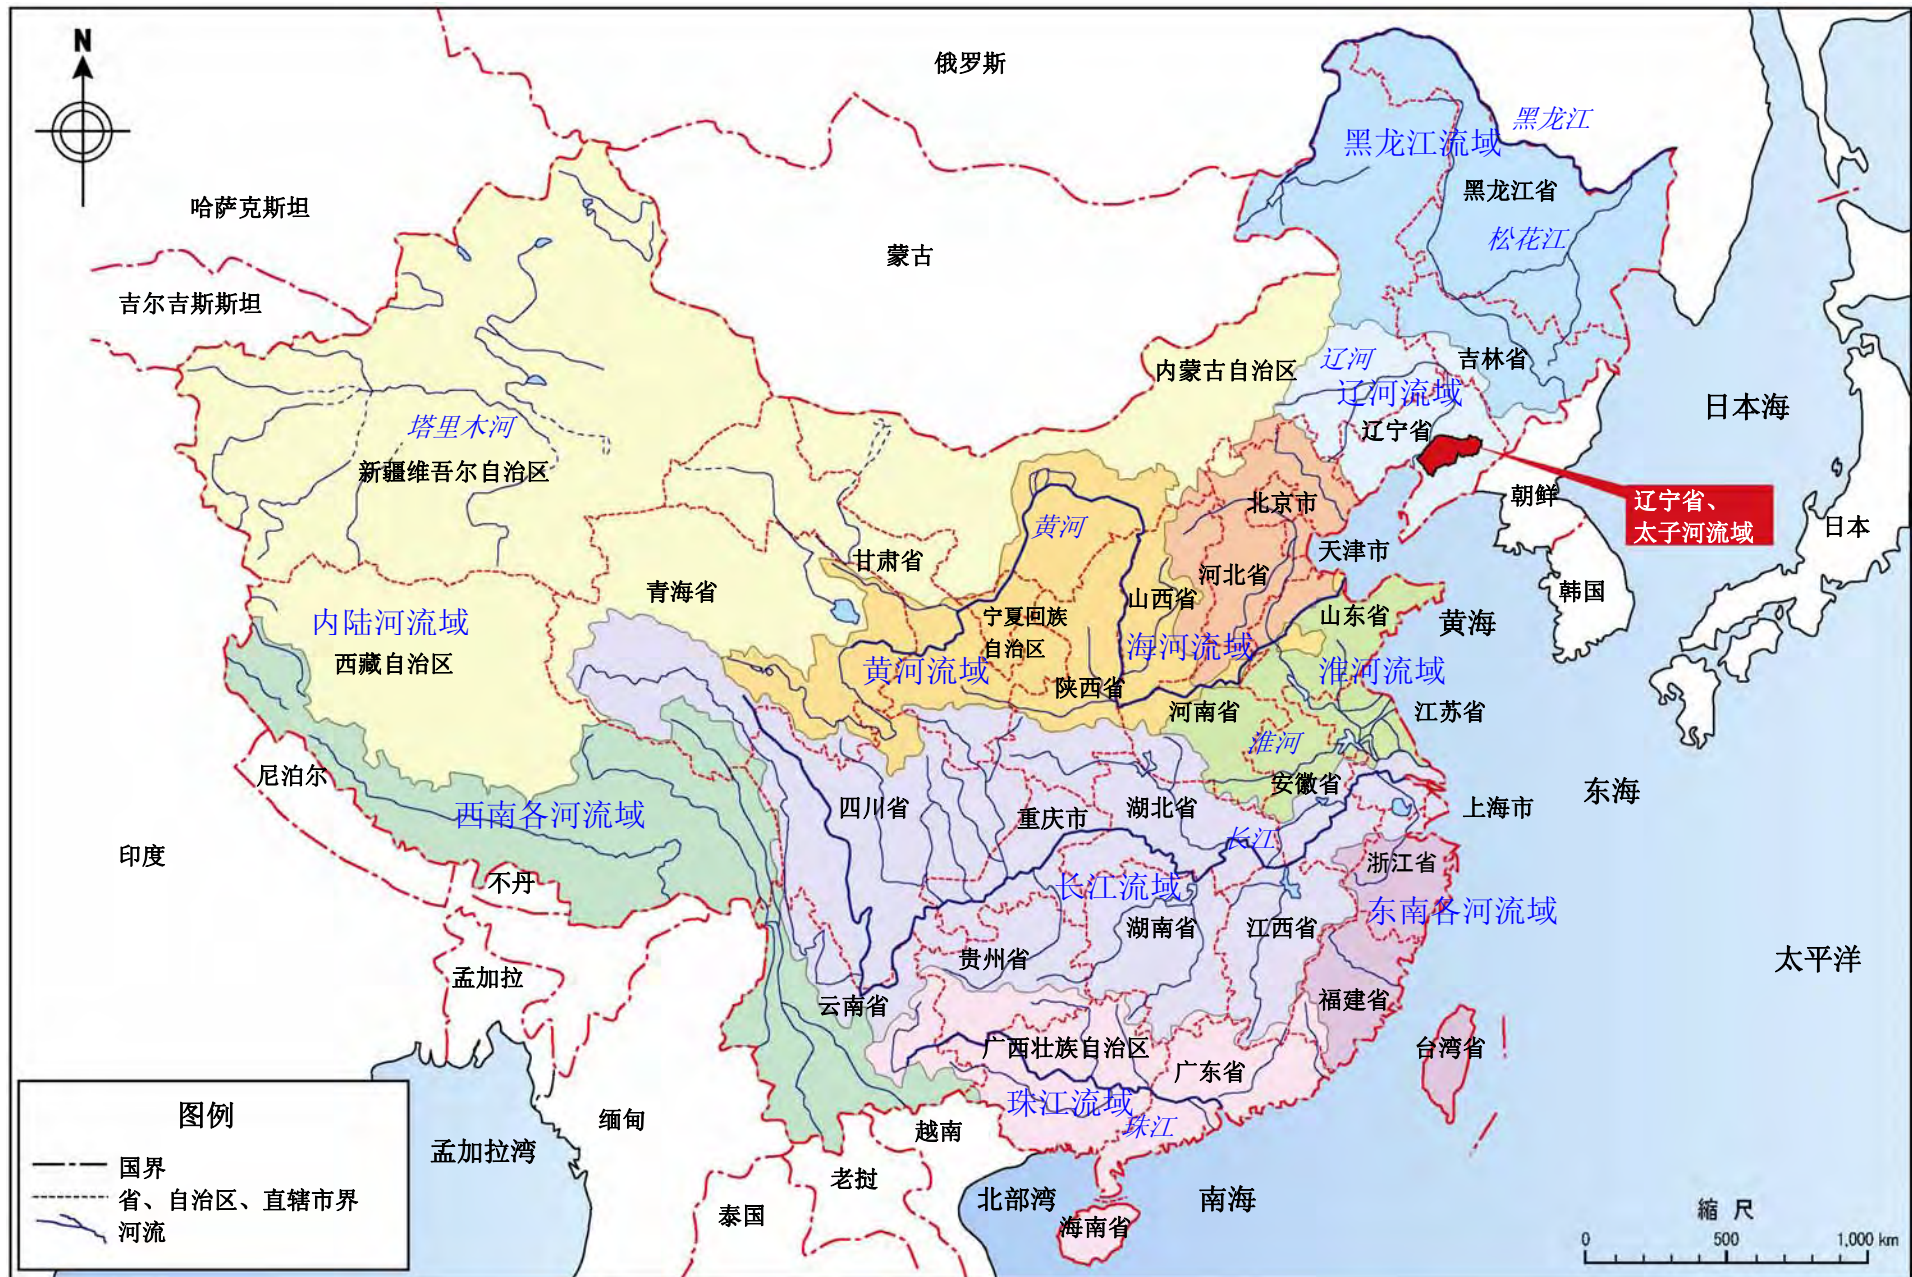 N
俄罗斯
黑龙江
黑龙江流域
黑龙江省
哈萨克斯坦
松花江
蒙古
吉尔吉斯斯坦
内蒙古自治区
辽河
吉林省
辽河流域
日本海
塔里木河
辽宁省
新疆维吾尔自治区
北京市
朝鲜
辽宁省、
太子河流域
黄河
日本
天津市
甘肃省
河北省
青海省
韩国
山西省
宁夏回族
自治区
山东省
黄海
内陆河流域
海河流域
西藏自治区
黄河流域
淮河流域
陕西省
河南省
江苏省
淮河
尼泊尔
安徽省
东海
四川省
湖北省
上海市
西南各河流域
重庆市
长江
印度
浙江省
不丹
长江流域
东南各河流域
湖南省
江西省
贵州省
太平洋
孟加拉
云南省
福建省
广西壮族自治区
台湾省
广东省
珠江流域
珠江
缅甸
越南
孟加拉湾
老挝
北部湾
南海
泰国
海南省
图例
国界
省、自治区、直辖市界
河流
縮尺
0 500 1,000 km